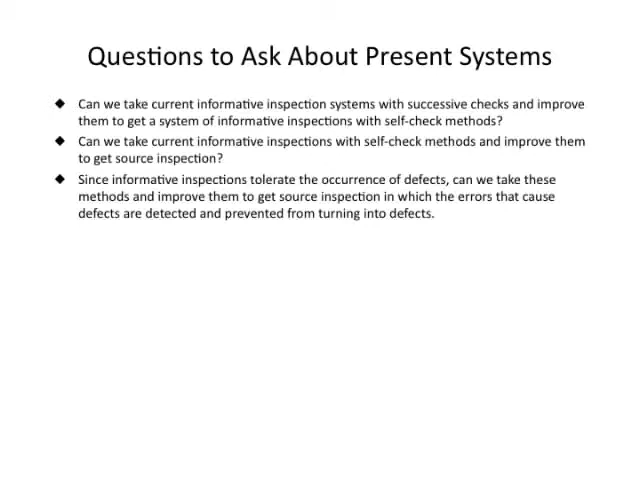 Questions to Ask About Present Systems
◆ Can we take current informative inspection systems with successive checks and improve
them to get a system of informative inspections with self-check methods?
◆ Can we take current informative inspections with self-check methods and improve them
to get source inspection?
◆ Since informative inspections tolerate the occurrence of defects, can we take these
methods and improve them to get source inspection in which the errors that cause
defects are detected and prevented from turning into defects.